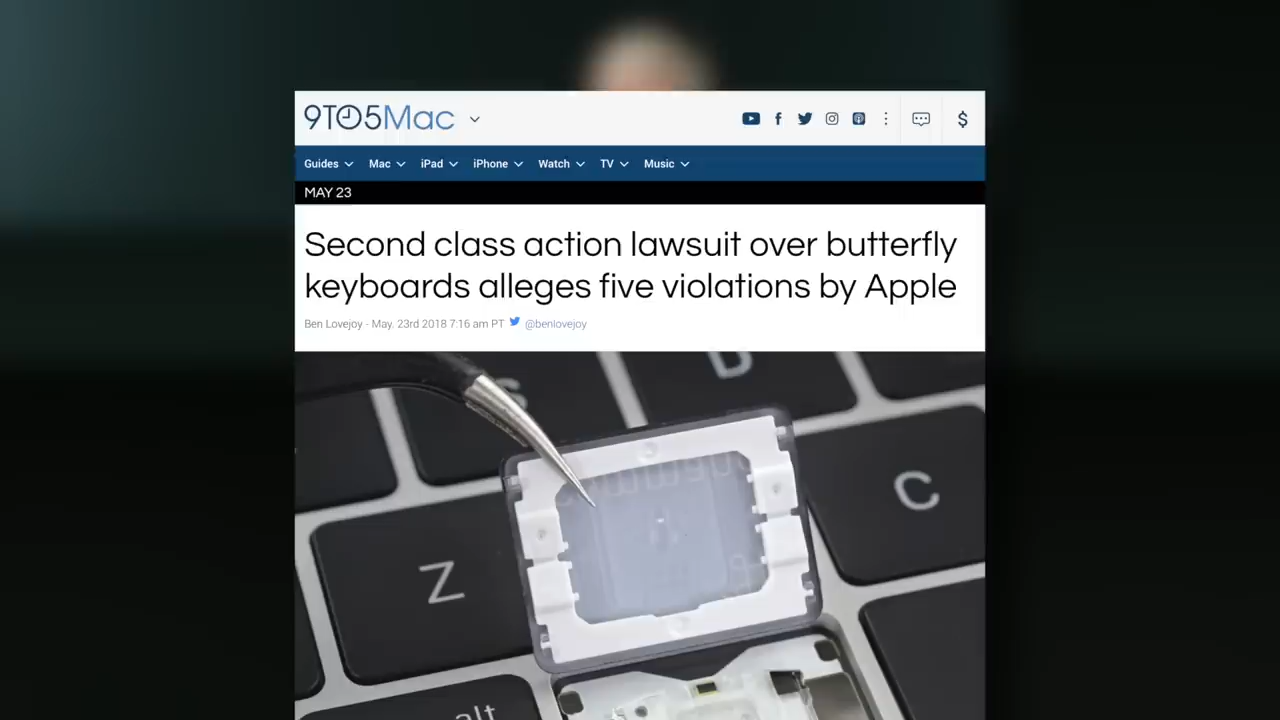 9TO5Mac
Guides Mac iPad iPhone Watch TV Music
MAY 23
Second class action lawsuit over butterfly
keyboards alleges five violations by Apple
Ben Lovejoy - May. 23rd 2018 7:16 am PT @benlovejoy
S D
C
Z
alt